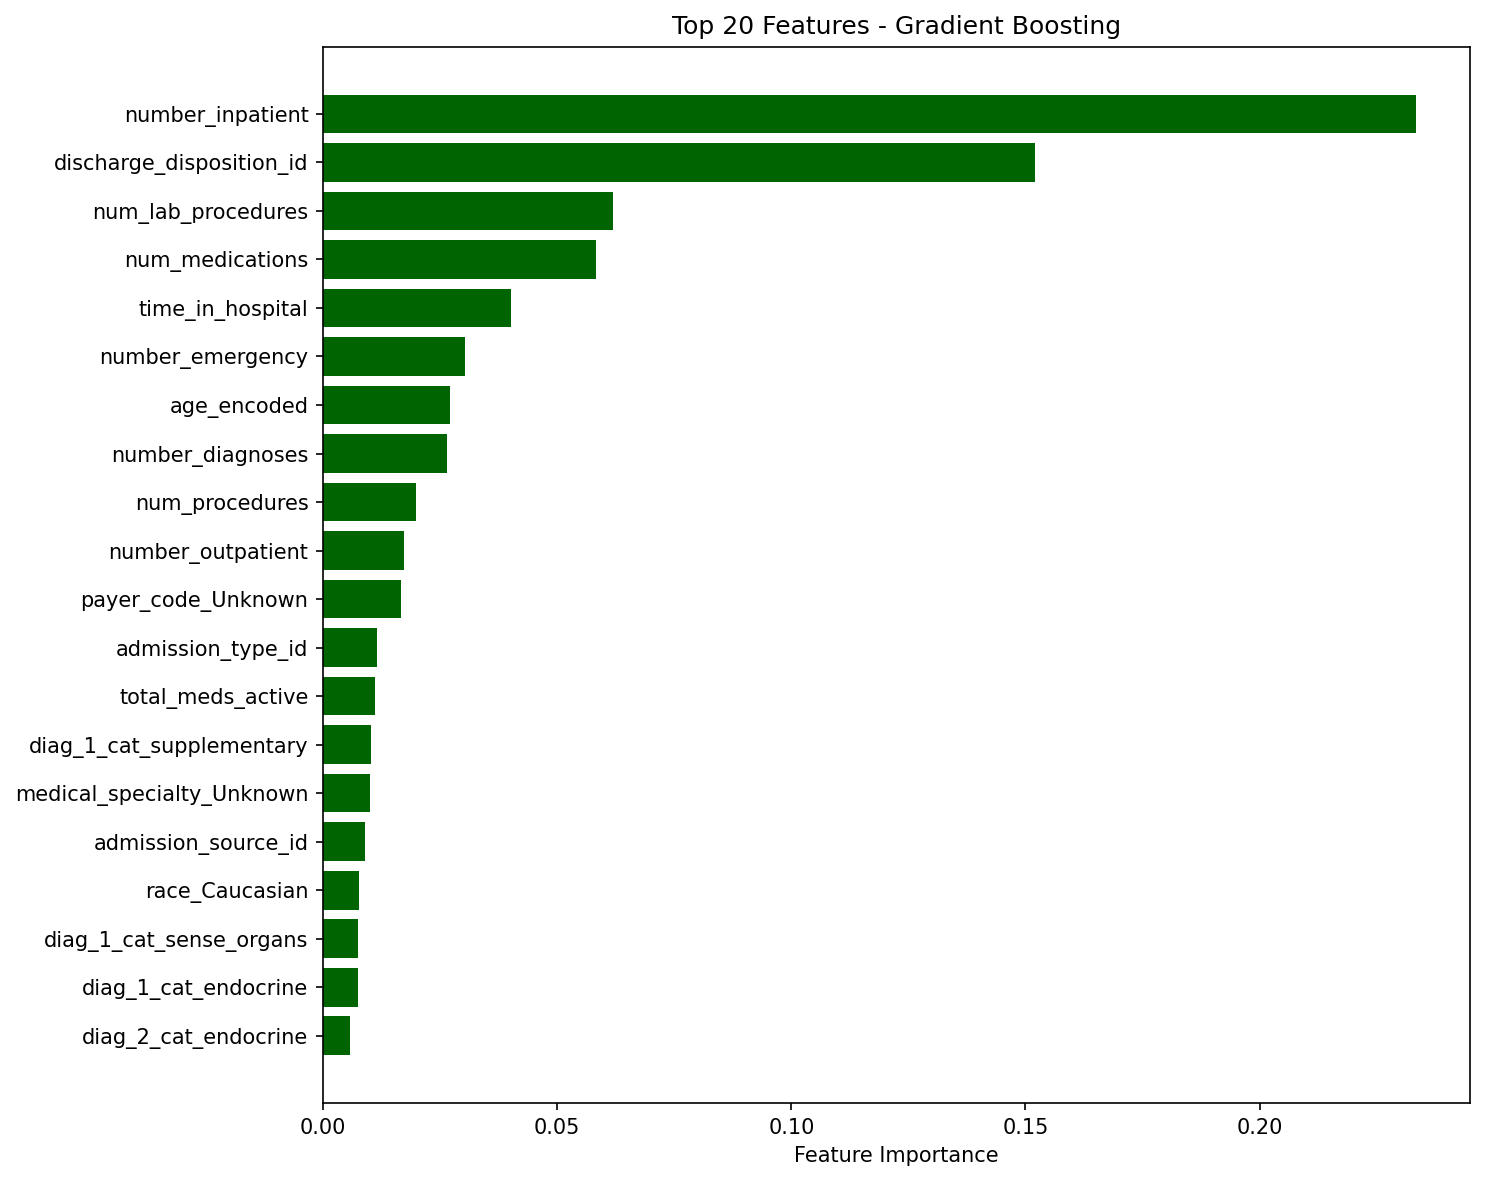 Top 20 Features - Gradient Boosting
number_inpatient
discharge_disposition_id
num_lab_procedures
num_medications
time_in_hospital
number_emergency
age_encoded
number_diagnoses
num_procedures
number_outpatient
payer_code_Unknown
admission_type_id
total_meds_active
diag_1_cat_supplementary
medical_specialty_Unknown
admission_source_id
race_Caucasian
diag_1_cat_sense_organs
diag_1_cat_endocrine
diag_2_cat_endocrine
0.00 0.05 0.10 0.15 0.20
Feature Importance